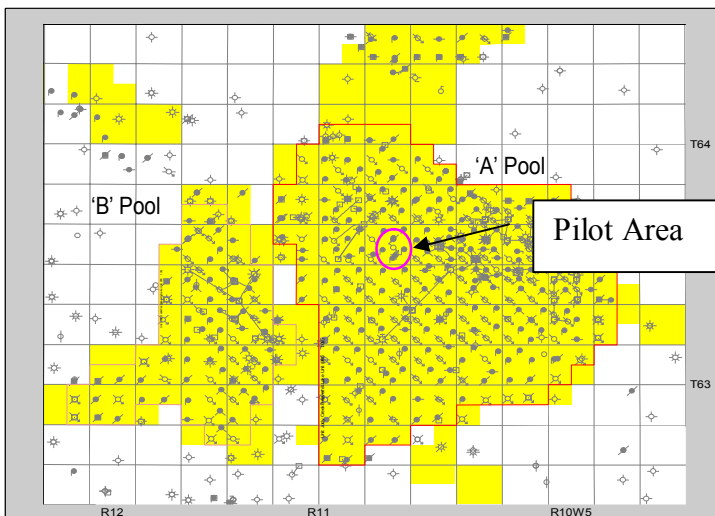 T64
'A' Pool
'B' Pool
Pilot Area
T63
R12
R11
R10W5